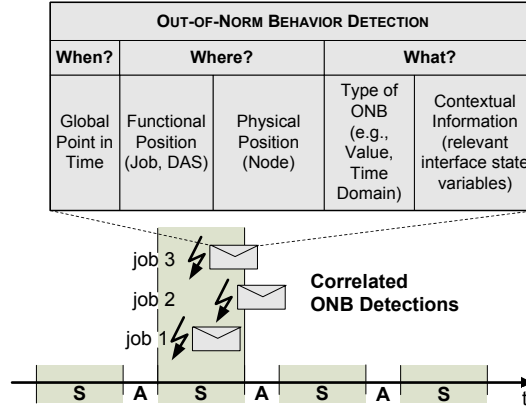 OUT-OF-NORM BEHAVIOR DETECTION
When? Where? What?
Global
Point in
Time
Functional
Position
(Job, DAS)
Physical
Position
(Node)
Type of
ONB
(e.g.,
Value,
Time
Domain)
Contextual
Information
(relevant
interface state
variables)
job 3
job 2
job 1
Correlated
ONB Detections
S A S A S A S t